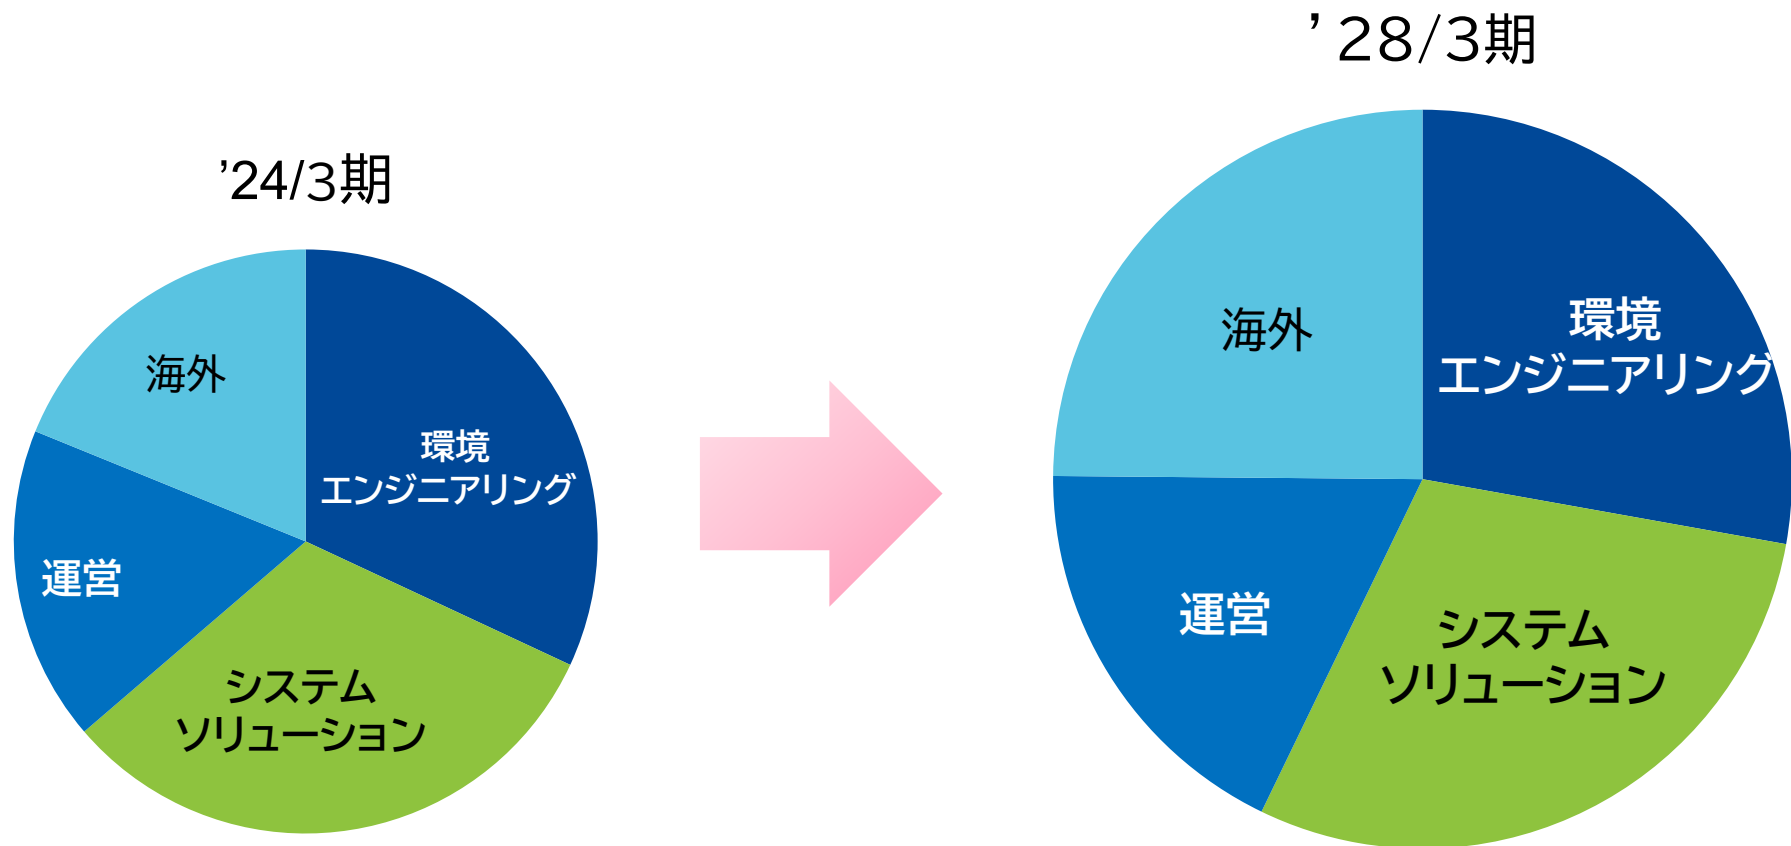 ’24/3期
海外
環境
エンジニアリング
運営
システム
ソリューション
’28/3期
海外
環境
エンジニアリング
運営
システム
ソリューション